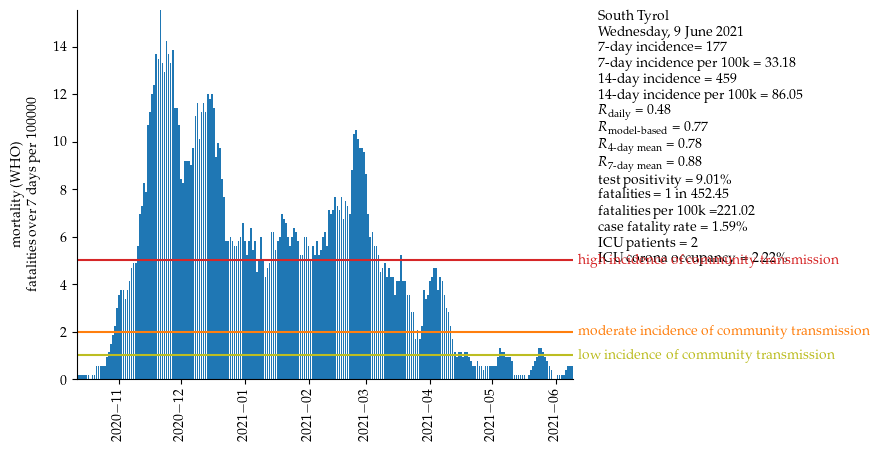 South Tyrol
Wednesday, 9 June 2021
7-day incidence= 177
7-day incidence per 100k = 33.18
14-day incidence = 459
14-day incidence per 100k = 86.05
R daily = 0.48
R model-based = 0.77
R 4-day mean = 0.78
R 7-day mean = 0.88
test positivity = 9.01%
fatalities = 1 in 452.45
fatalities per 100k =221.02
case fatality rate = 1.59%
ICU patients = 2
ICU corona occupancy = 2.22%
high incidence of community transmission
moderate incidence of community transmission
low incidence of community transmission
mortality (WHO)
fatalities over 7 days per 100000
14
12
10
8
6
4
2
0
2020−11
2020−12
2021−01
2021−02
2021−03
2021−04
2021−05
2021−06